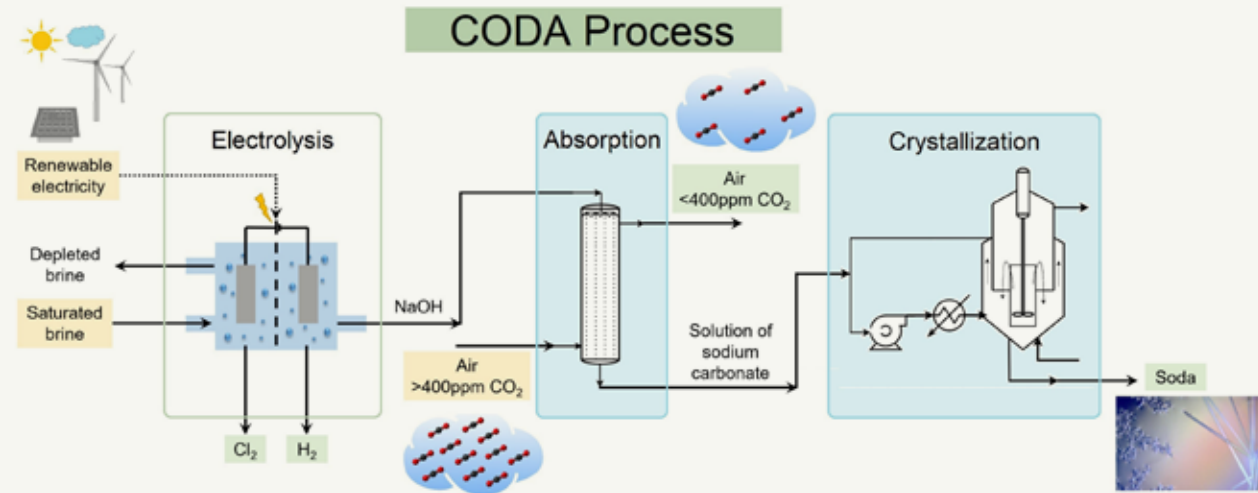 CODA Process
Electrolysis
Renewable
electricity
Depleted
brine
Saturated
brine
Cl₂
H₂
NaOH
Air
>400ppm CO₂
Absorption
Air
<400ppm CO₂
Solution of
sodium
carbonate
Crystallization
Soda